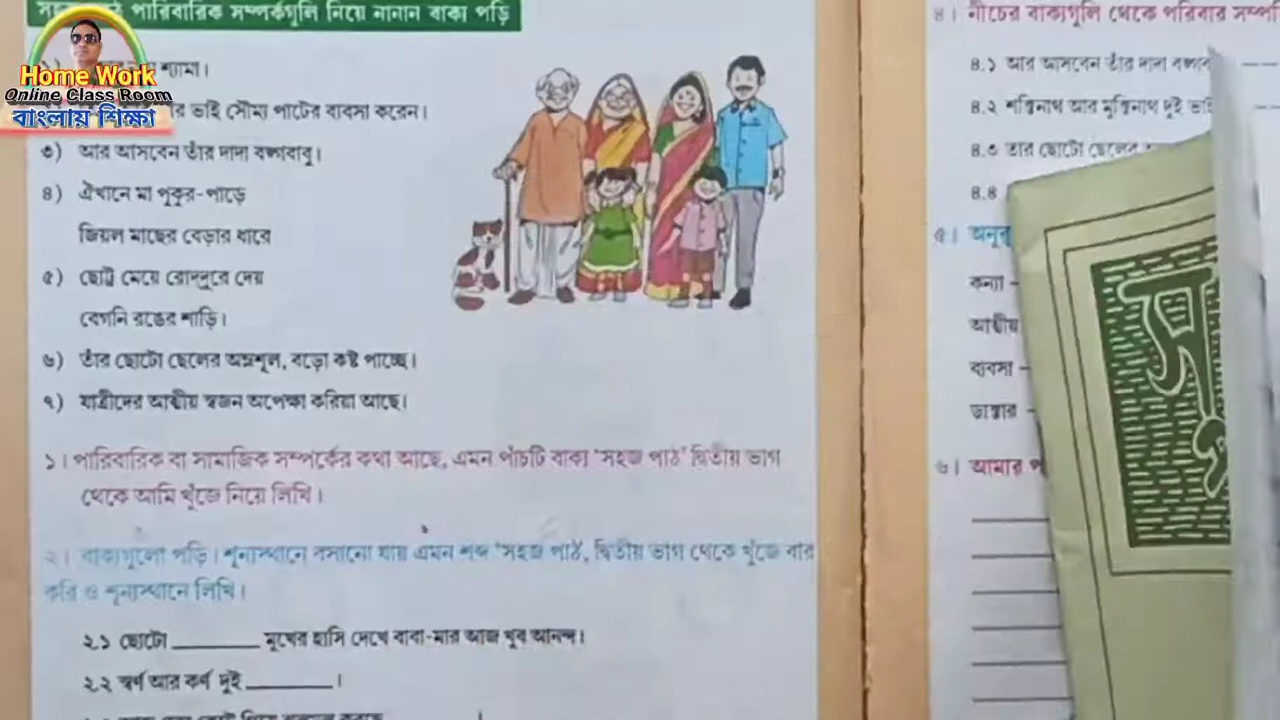 পারিবারিক সম্পর্কগুলি নিয়ে নানান বাক্য পড়ি
Home Work
Online Class Room
বাংলায় শিক্ষা
শ্যামা।
ভাই সৌম্য পাটের ব্যবসা করেন।
৩) আর আসবেন তাঁর দাদা বঙ্গবাবু।
৪) ঐখানে মা পুকুর-পাড়ে
জিয়ল মাছের বেড়ার ধারে
৫) ছোট্ট মেয়ে রোদ্দুরে দেয়
বেগনি রঙের শাড়ি।
৬) তাঁর ছোটো ছেলের অম্লশূল, বড়ো কষ্ট পাচ্ছে।
৭) যাত্রীদের আত্মীয় স্বজন অপেক্ষা করিয়া আছে।
১। পারিবারিক বা সামাজিক সম্পর্কের কথা আছে, এমন পাঁচটি বাক্য ‘সহজ পাঠ’ দ্বিতীয় ভাগ
থেকে আমি খুঁজে নিয়ে লিখি।
২। বাক্যগুলো পড়ি। শূন্যস্থানে বসানো যায় এমন শব্দ ‘সহজ পাঠ’, দ্বিতীয় ভাগ থেকে খুঁজে বার
করি ও শূন্যস্থানে লিখি।
২.১ ছোটো ________ মুখের হাসি দেখে বাবা-মার আজ খুব আনন্দ।
২.২ স্বর্ণ আর কর্ণ দুই ________।
৪। নীচের বাক্যগুলি থেকে পরিবার
৪.১ আর আসবেন তাঁর দাদা
৪.২ শক্তিনাথ আর মুক্তিনাথ দুই ভাই
৪.৩ তার ছোটো ছেলের
৪.৪
৫।
কন্যা –
আত্মীয়
ব্যবসা –
ডাক্তার –
৬। আমার